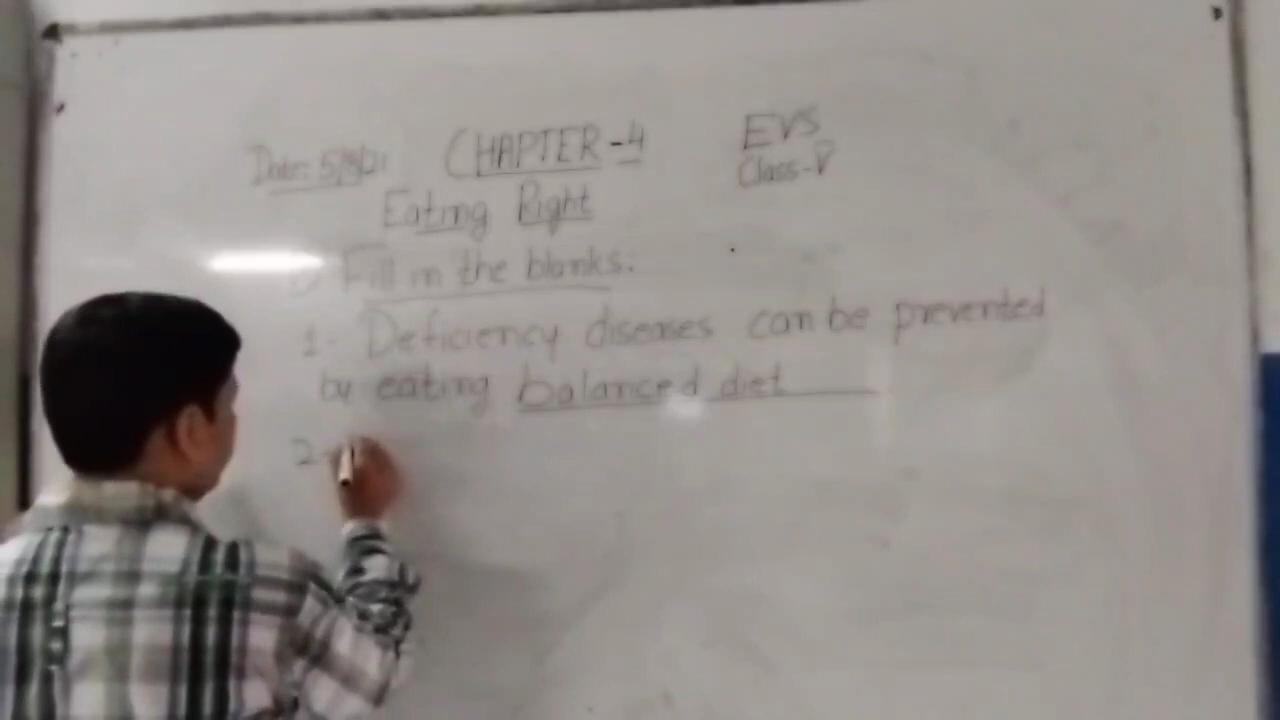 Date: 5/8/21 CHAPTER-4 EVS
Class-V
Eating Right
Fill in the blanks:
1- Deficiency diseases can be prevented
by eating balanced diet
2-